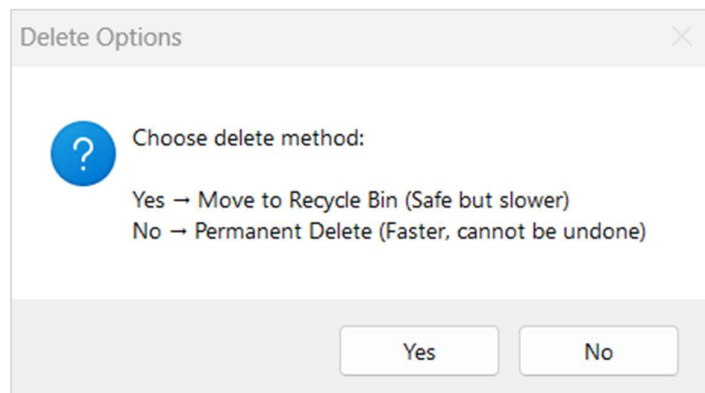 Delete Options
Choose delete method:
Yes → Move to Recycle Bin (Safe but slower)
No → Permanent Delete (Faster, cannot be undone)
Yes
No